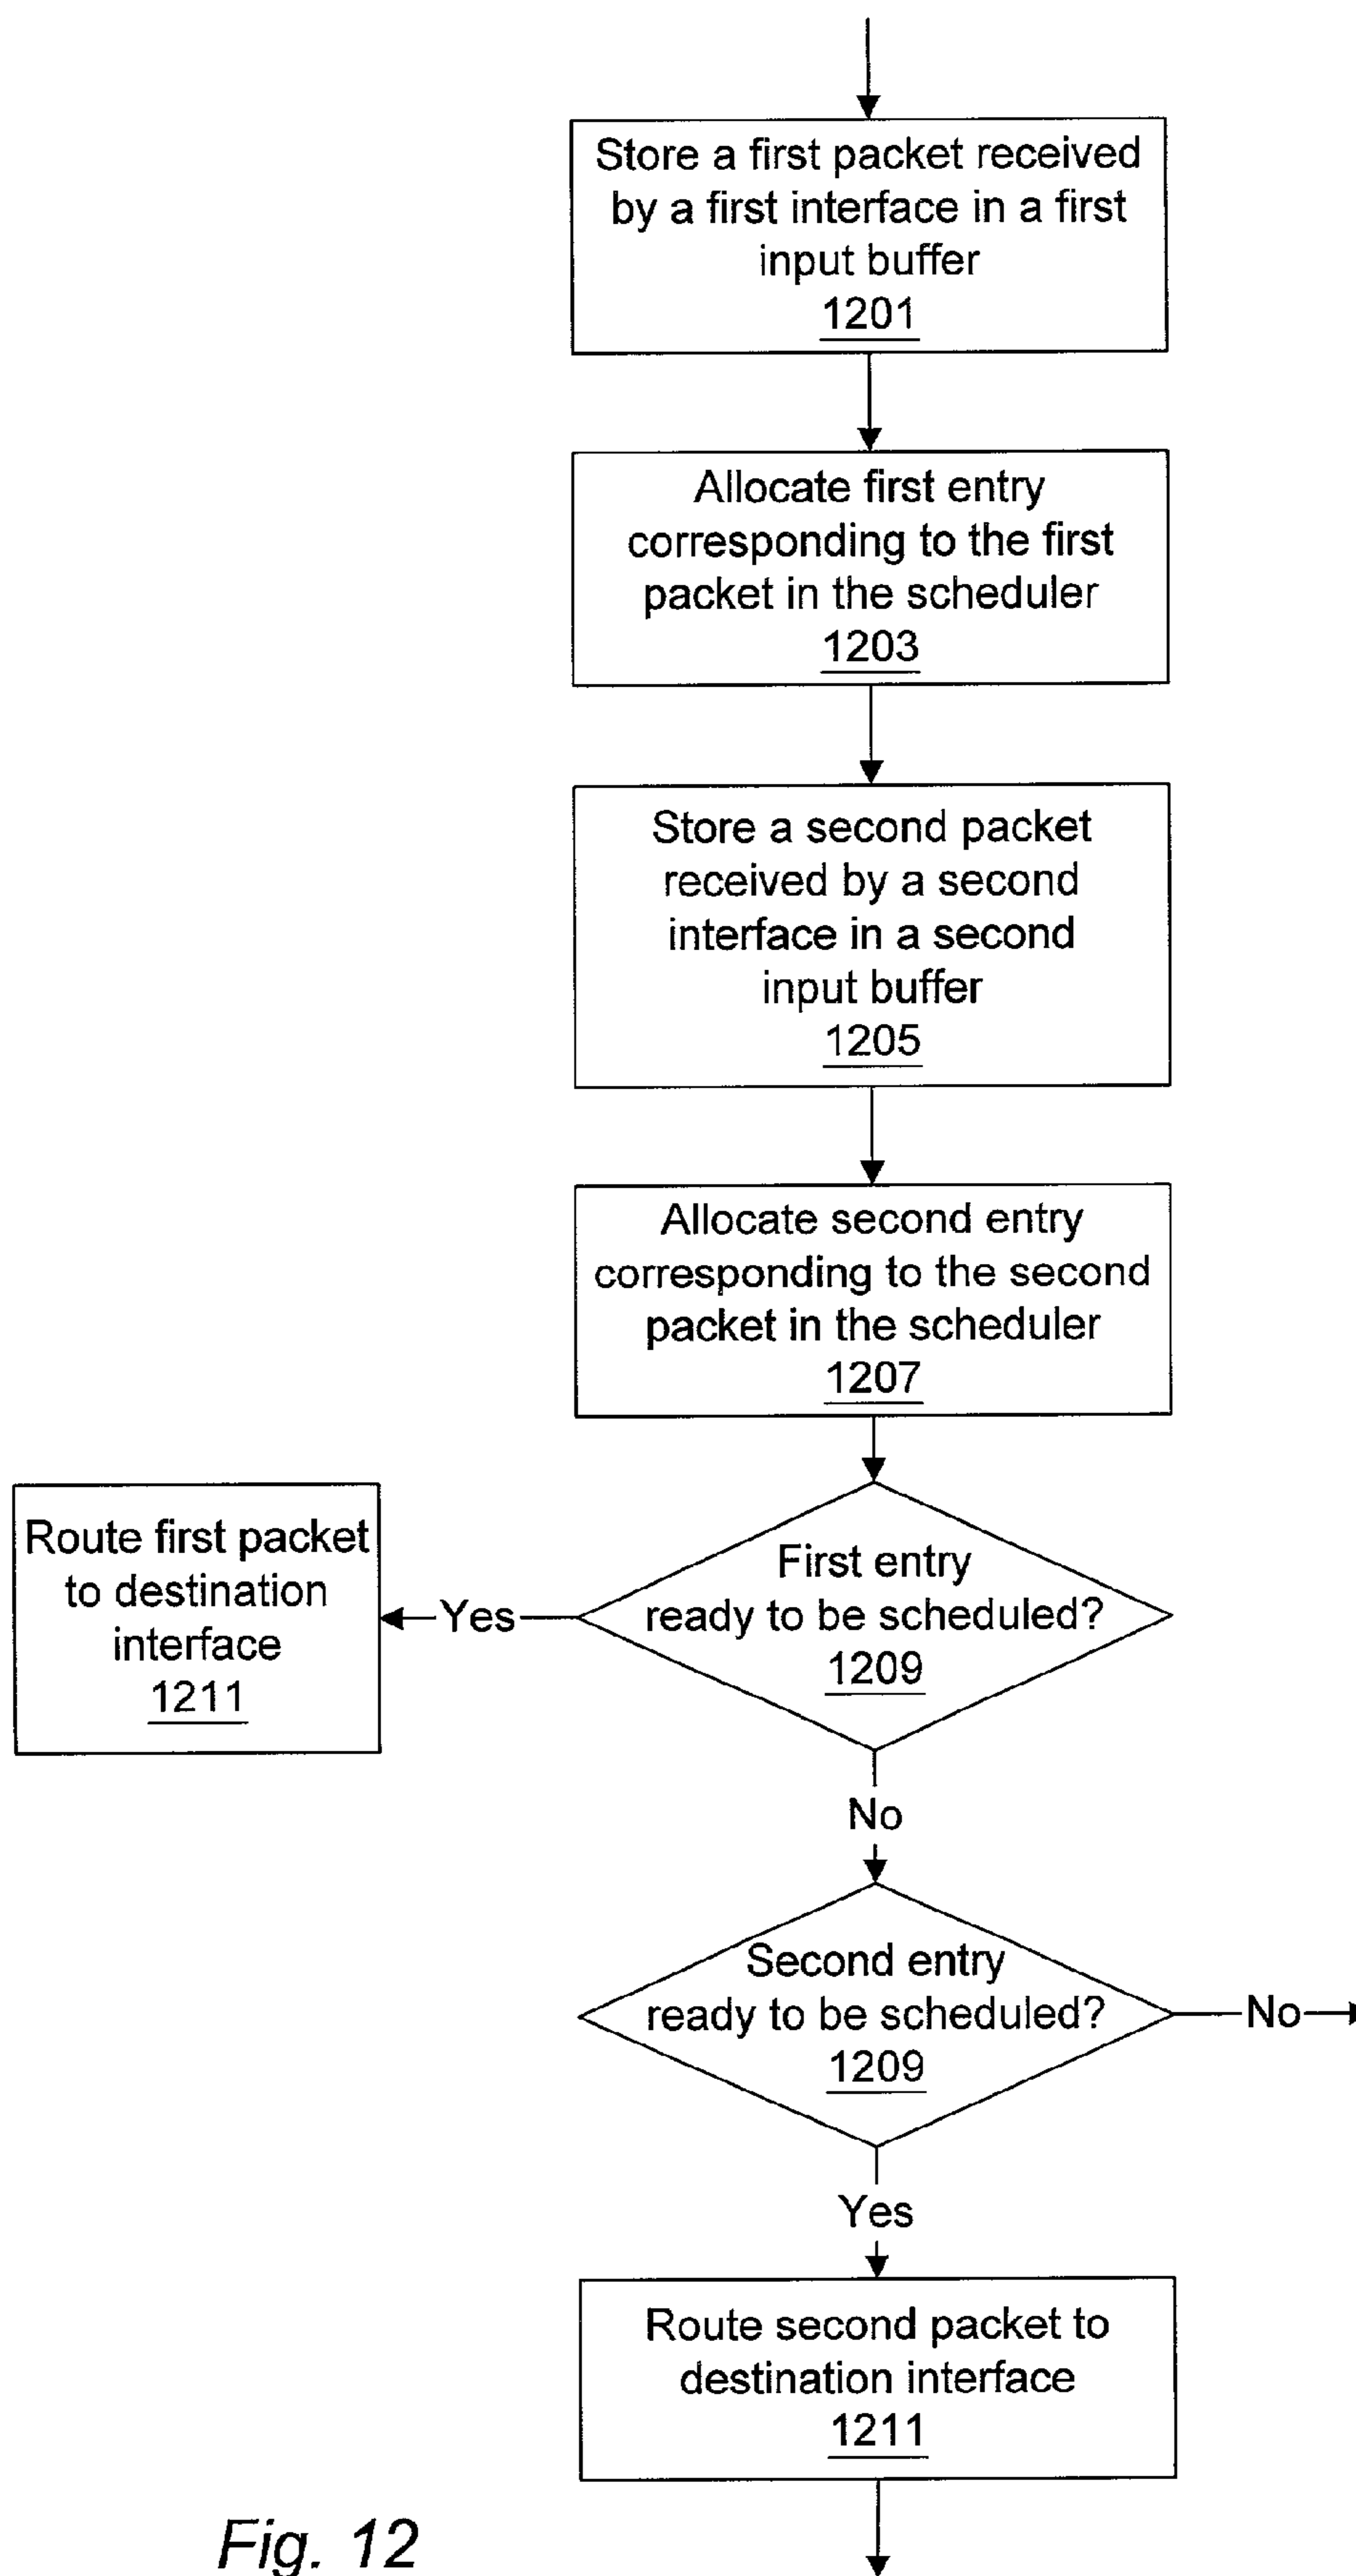 Store a first packet received
by a first interface in a first
input buffer
1201
Allocate first entry
corresponding to the first
packet in the scheduler
1203
Store a second packet
received by a second
interface in a second
input buffer
1205
Allocate second entry
corresponding to the second
packet in the scheduler
1207
First entry
ready to be scheduled?
1209
Yes
Route first packet
to destination
interface
1211
No
Second entry
ready to be scheduled?
1209
No
Yes
Route second packet to
destination interface
1211
Fig. 12